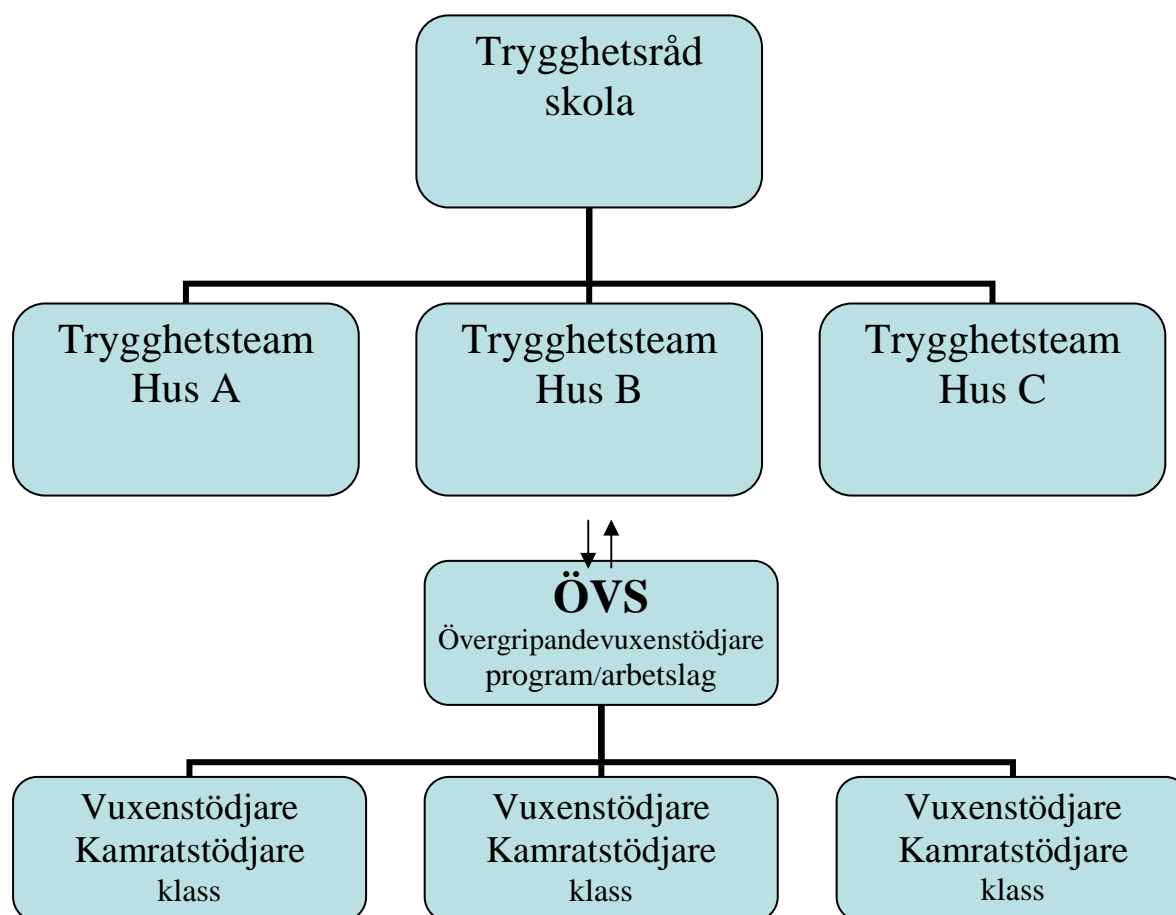 Trygghetsråd
skola
Trygghetsteam
Hus A
Trygghetsteam
Hus B
Trygghetsteam
Hus C
ÖVS
Övergripandevuxenstödjare
program/arbetslag
Vuxenstödjare
Kamratstödjare
klass
Vuxenstödjare
Kamratstödjare
klass
Vuxenstödjare
Kamratstödjare
klass